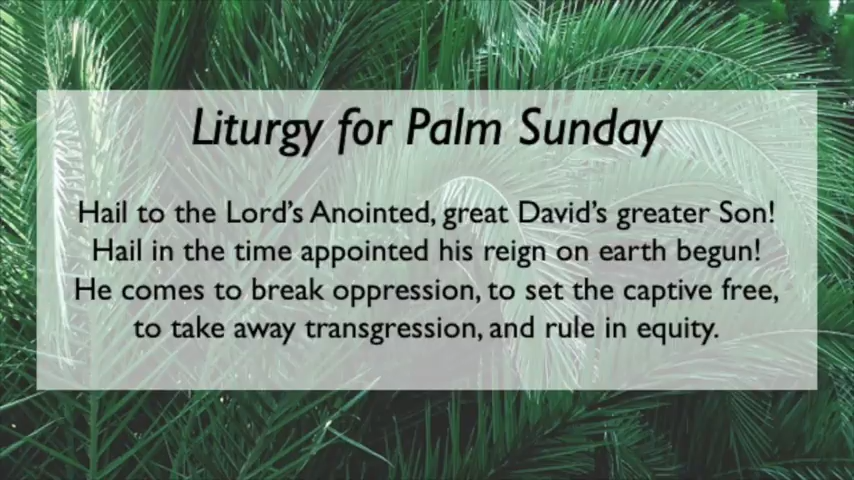 Liturgy for Palm Sunday
Hail to the Lord’s Anointed, great David’s greater Son!
Hail in the time appointed his reign on earth begun!
He comes to break oppression, to set the captive free,
to take away transgression, and rule in equity.